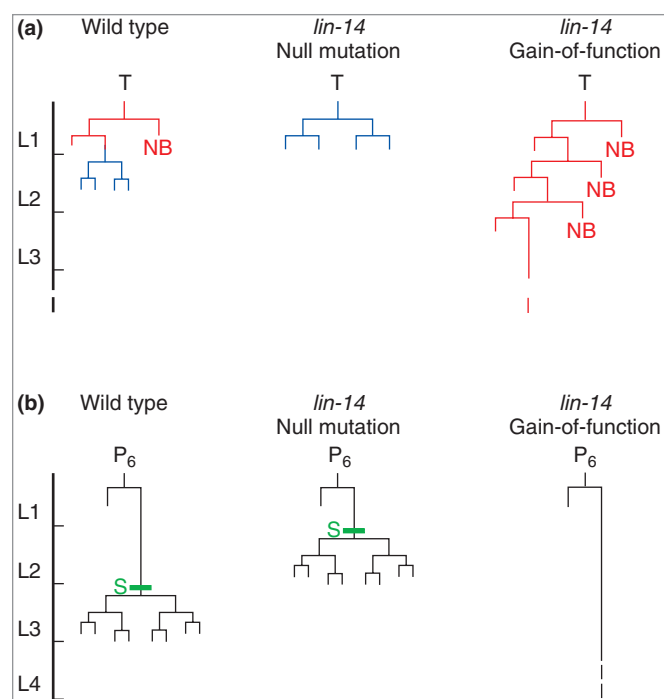 (a) Wild type lin-14 lin-14
Null mutation Gain-of-function
T T T
L1
NB NB
L2
NB
L3
NB
(b) Wild type lin-14 lin-14
Null mutation Gain-of-function
P6 P6 P6
L1
S
L2
S
L3
L4